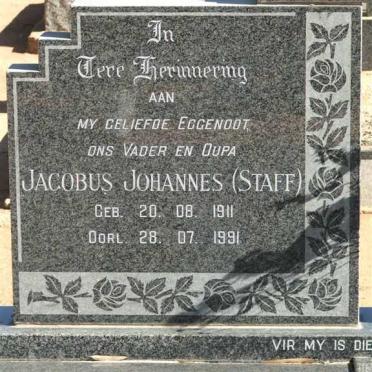 In
Tere Herinnering
AAN
MY GELIEFDE EGGENOOT,
ONS VADER EN OUPA
JACOBUS JOHANNES (STAFF)
GEB. 20. 08. 1911
OORL. 28. 07. 1991
VIR MY IS DIE